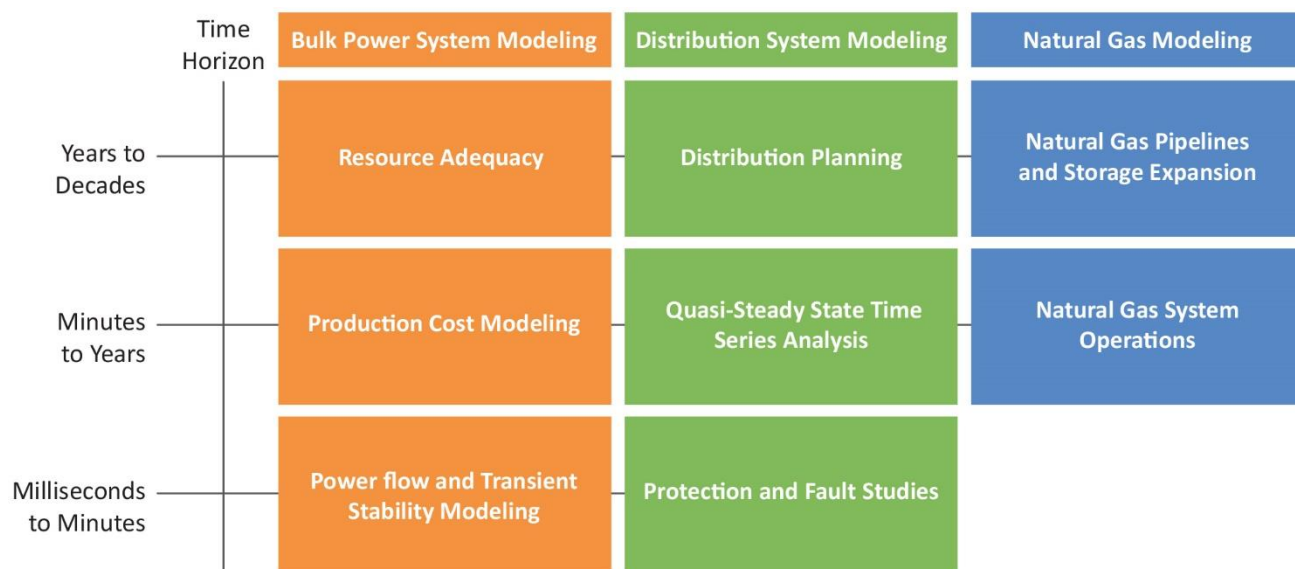 Time
Horizon
Bulk Power System Modeling
Distribution System Modeling
Natural Gas Modeling
Years to
Decades
Resource Adequacy
Distribution Planning
Natural Gas Pipelines
and Storage Expansion
Minutes
to Years
Production Cost Modeling
Quasi-Steady State Time
Series Analysis
Natural Gas System
Operations
Milliseconds
to Minutes
Power flow and Transient
Stability Modeling
Protection and Fault Studies